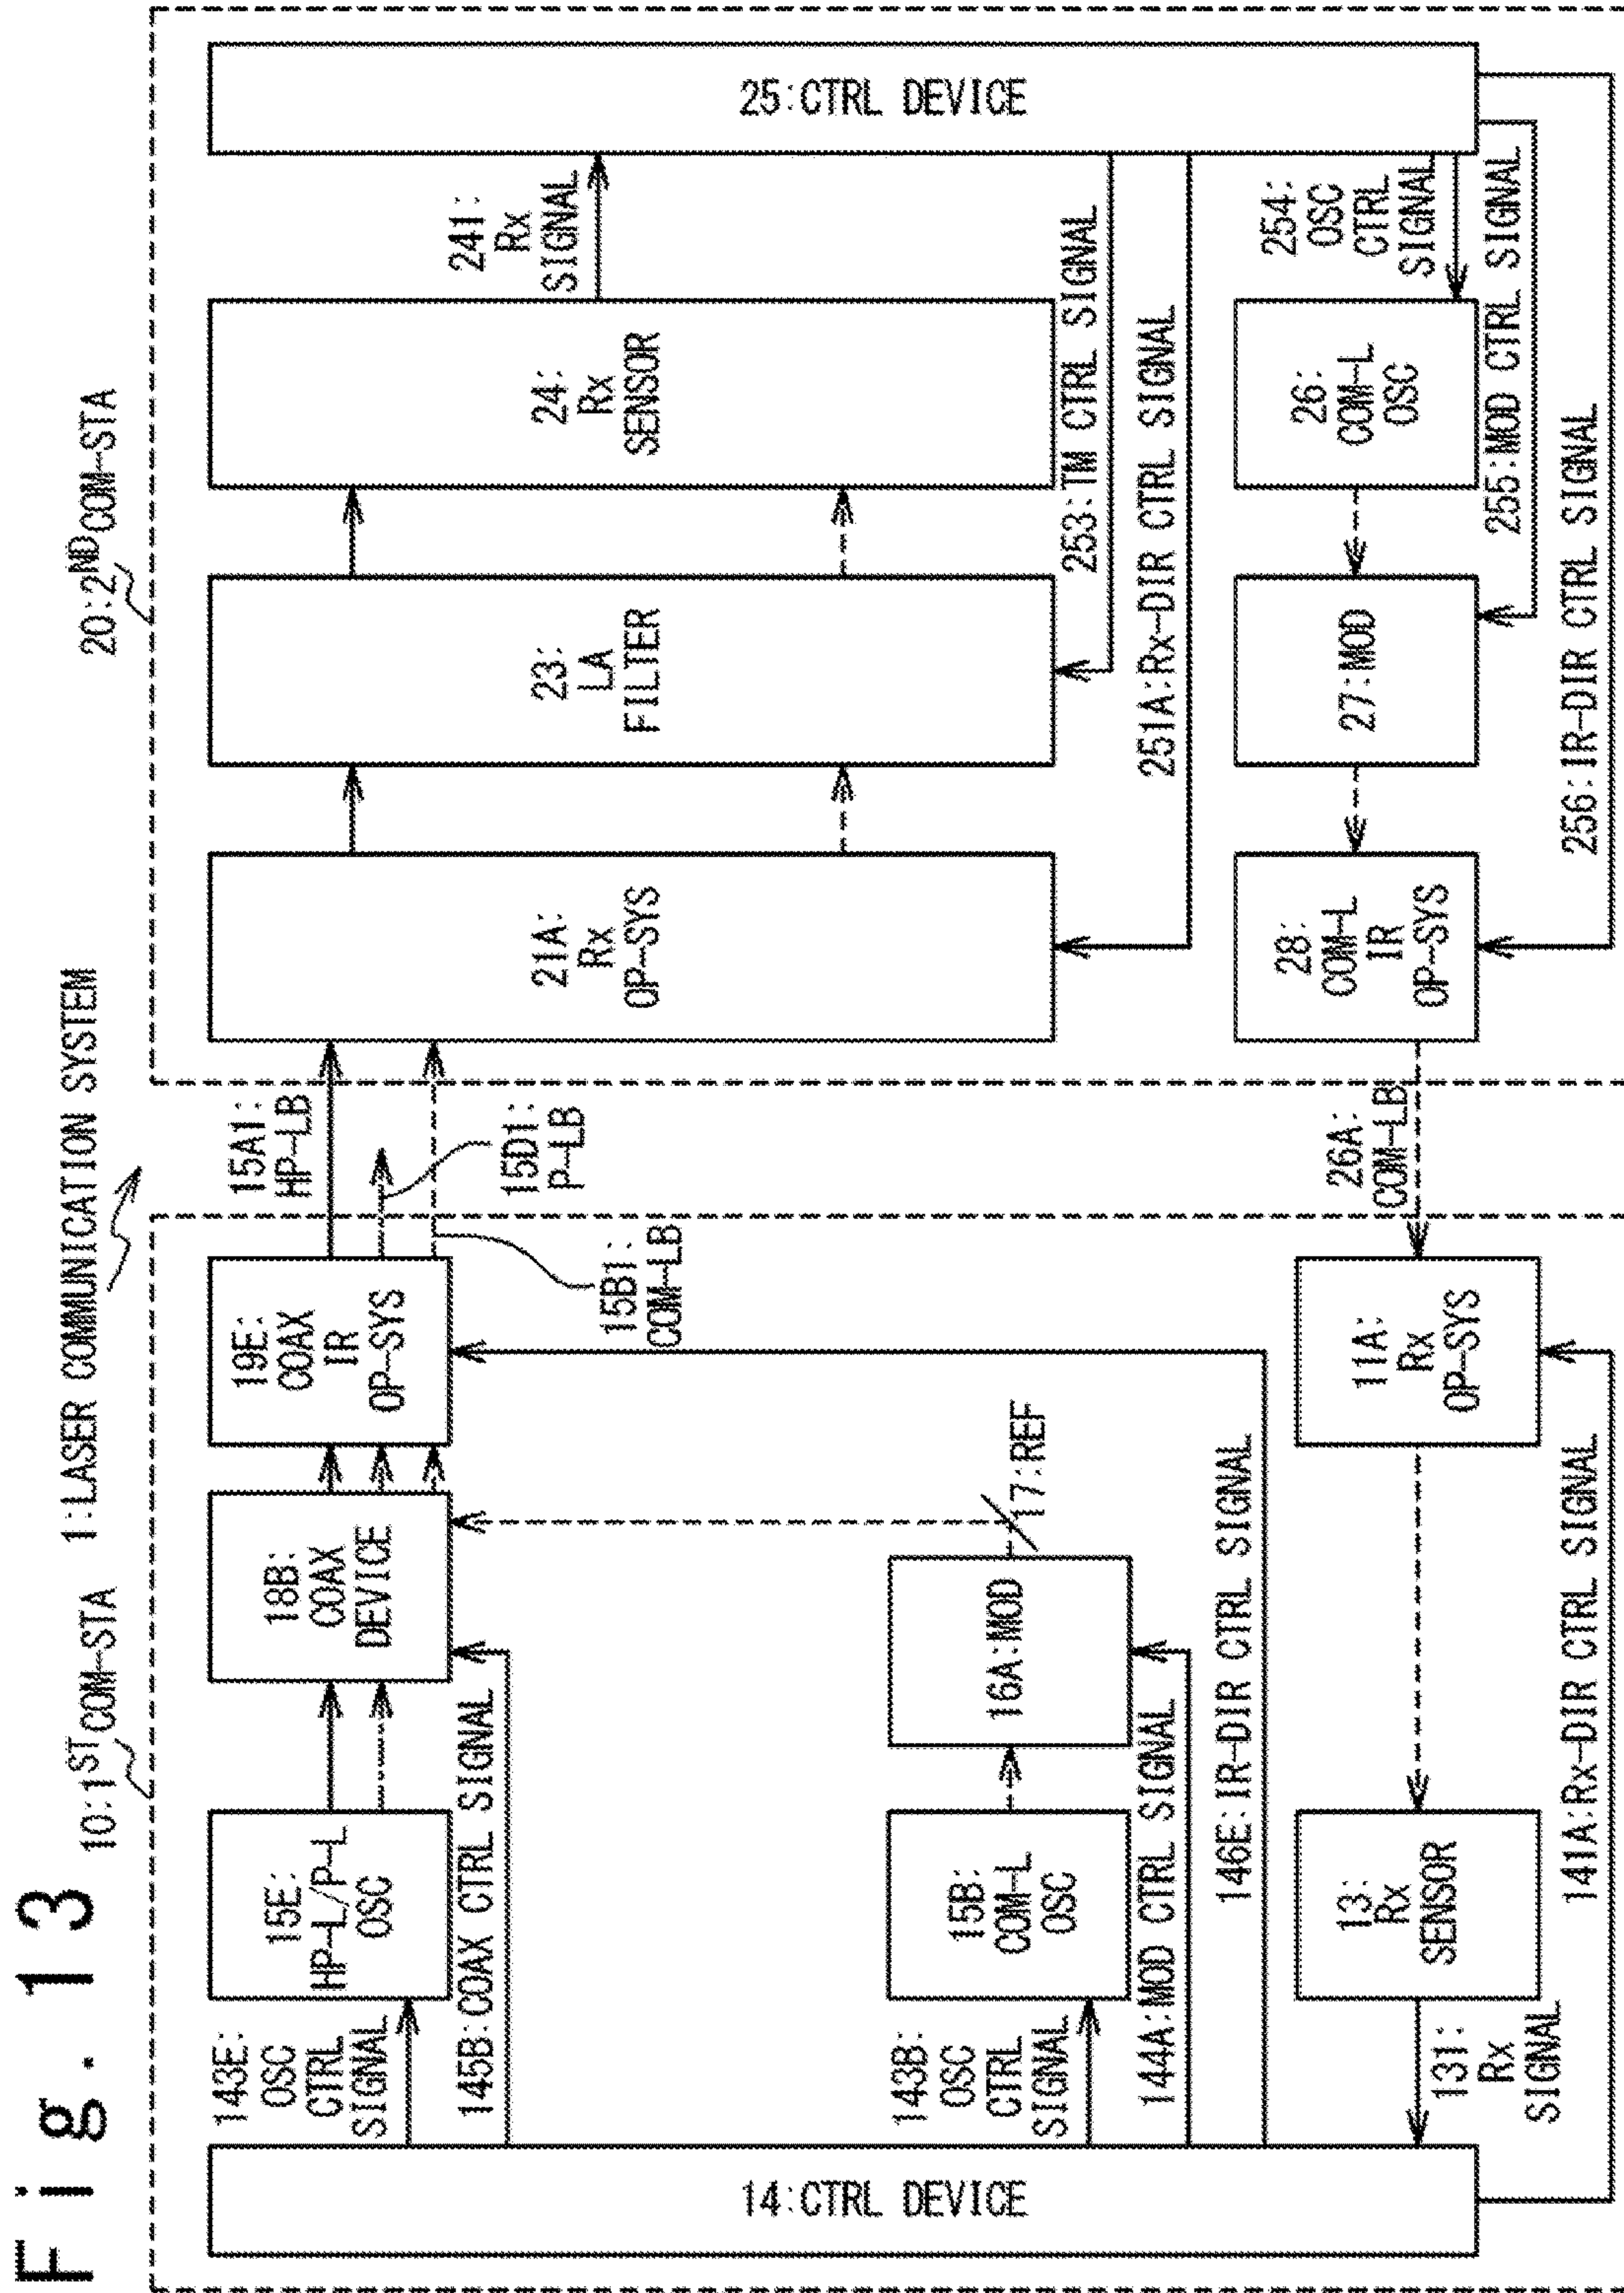 Fig. 13
1:LASER COMMUNICATION SYSTEM
10:1ST COM-STA
20:2ND COM-STA
14:CTRL DEVICE
143E:
OSC
CTRL
SIGNAL
15E:
HP-L/P-L
OSC
145B:COAX CTRL SIGNAL
18B:
COAX
DEVICE
19E:
COAX
IR
OP-SYS
15A1:
HP-LB
15D1:
P-LB
15B1:
COM-LB
143B:
OSC
CTRL
SIGNAL
15B:
COM-L
OSC
144A:MOD CTRL SIGNAL
16A:MOD
17:REF
146E:IR-DIR CTRL SIGNAL
131:
Rx
SIGNAL
13:
Rx
SENSOR
11A:
Rx
OP-SYS
141A:Rx-DIR CTRL SIGNAL
26A:
COM-LB
21A:
Rx
OP-SYS
23:
LA
FILTER
24:
Rx
SENSOR
241:
Rx
SIGNAL
25:CTRL DEVICE
253:TM CTRL SIGNAL
251A:Rx-DIR CTRL SIGNAL
28:
COM-L
IR
OP-SYS
27:MOD
26:
COM-L
OSC
254:
OSC
CTRL
SIGNAL
255:MOD CTRL SIGNAL
256:IR-DIR CTRL SIGNAL